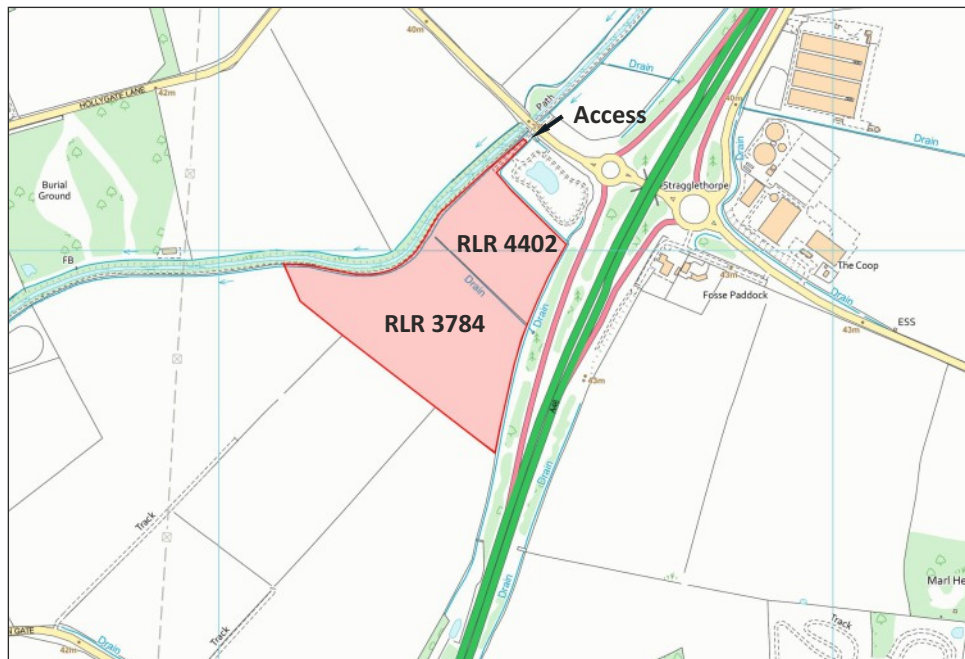 40m
Drain
HOLLYGATE LANE
42m
Path
Access
40m
Drain
Drain
Burial
Ground
Stragglethorpe
RLR 4402
FB
The Coop
43m
Fosse Paddock
Drain
Drain
Drain
ESS
RLR 3784
43m
43m
A46
Track
Drain
Drain
Marl He
Track
Track
N GATE
Drain
42m